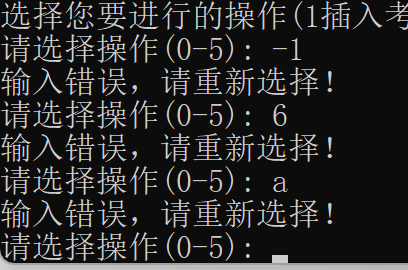 选择您要进行的操作(1插入考
请选择操作(0-5): -1
输入错误, 请重新选择!
请选择操作(0-5): 6
输入错误, 请重新选择!
请选择操作(0-5): a
输入错误, 请重新选择!
请选择操作(0-5):